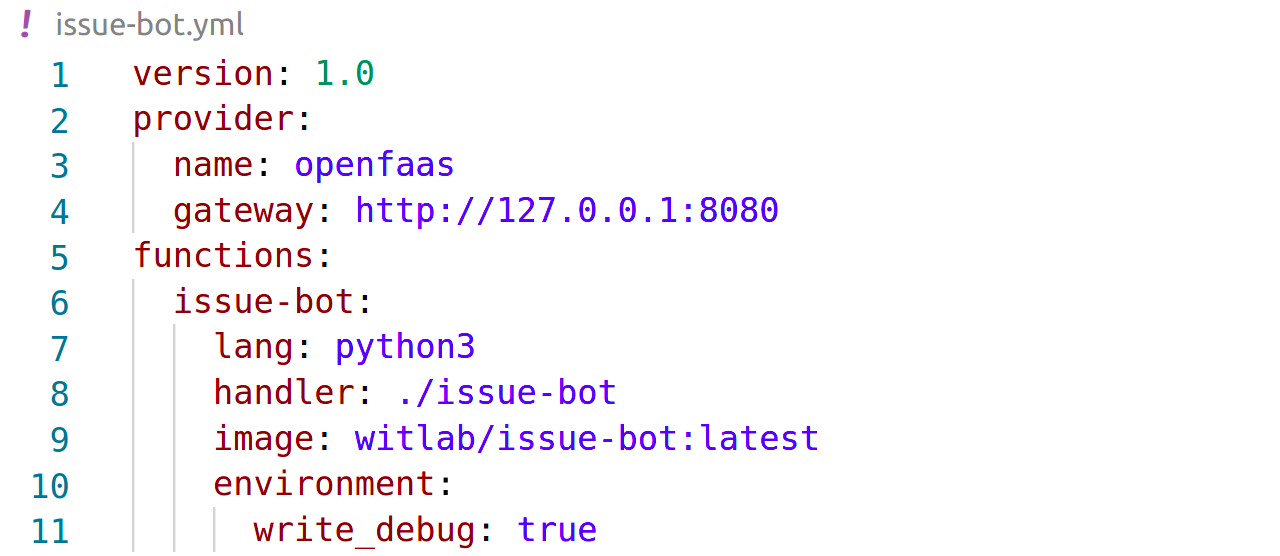 ! issue-bot.yml
1 version: 1.0
2 provider:
3   name: openfaas
4   gateway: http://127.0.0.1:8080
5 functions:
6   issue-bot:
7     lang: python3
8     handler: ./issue-bot
9     image: witlab/issue-bot:latest
10     environment:
11       write_debug: true